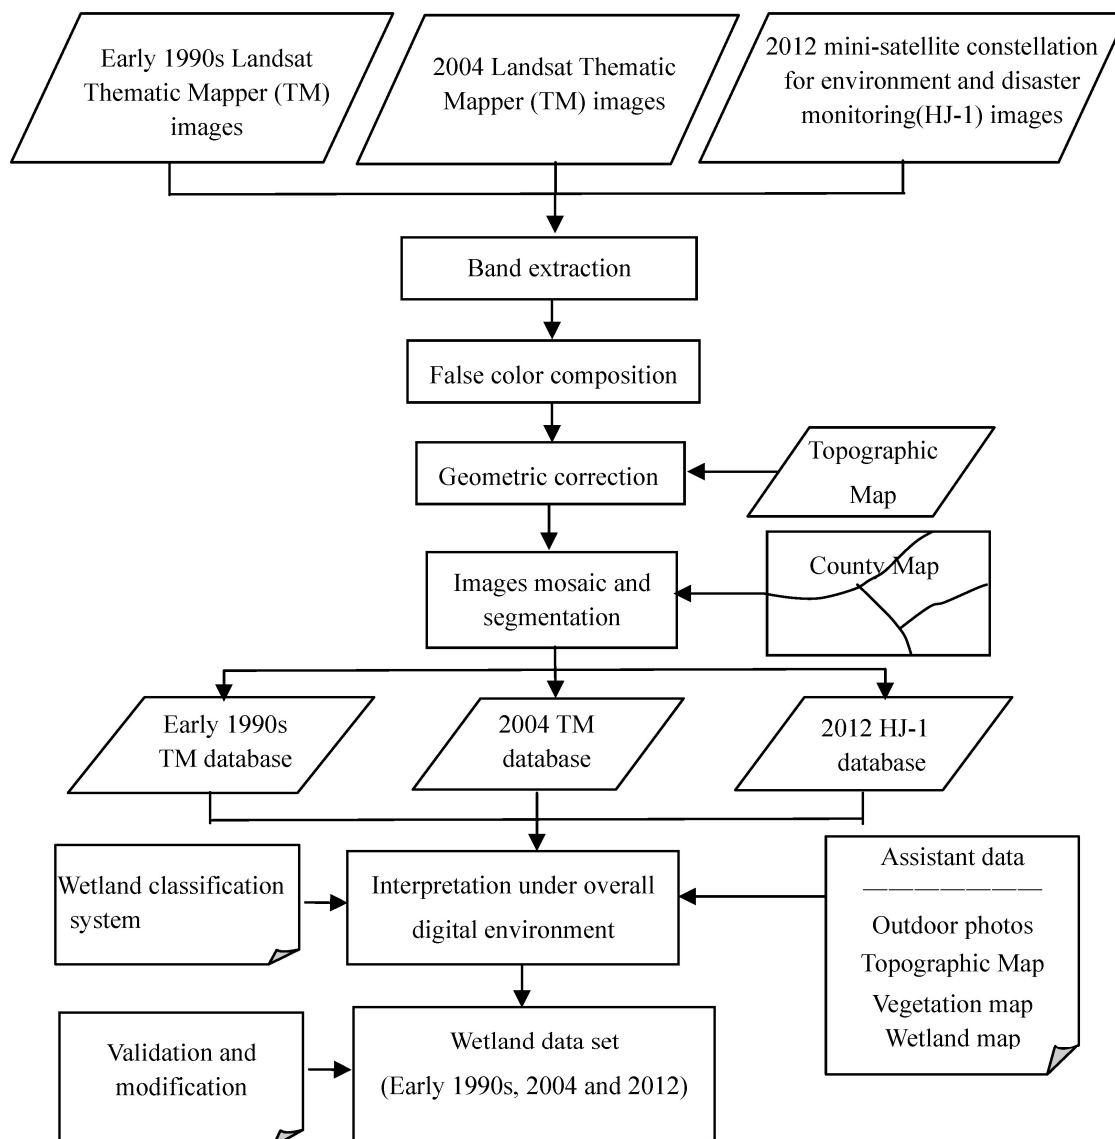 Early 1990s Landsat
Thematic Mapper (TM)
images
2004 Landsat Thematic
Mapper (TM) images
2012 mini-satellite constellation
for environment and disaster
monitoring(HJ-1) images
Band extraction
False color composition
Geometric correction
Topographic
Map
Images mosaic and
segmentation
County Map
Early 1990s
TM database
2004 TM
database
2012 HJ-1
database
Wetland classification
system
Interpretation under overall
digital environment
Assistant data
———————
Outdoor photos
Topographic Map
Vegetation map
Wetland map
Validation and
modification
Wetland data set
(Early 1990s, 2004 and 2012)